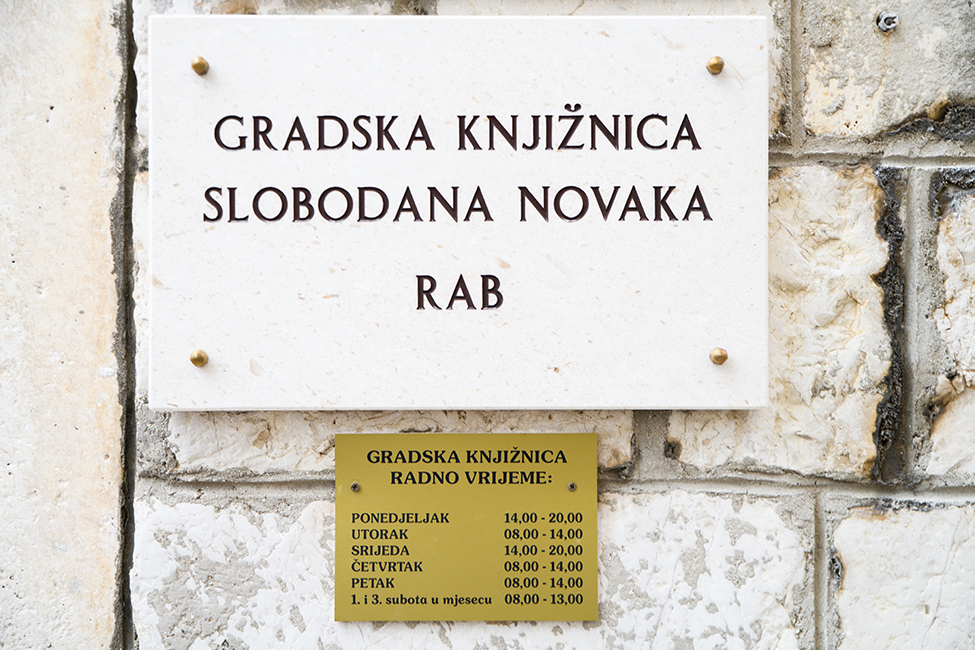 GRADSKA KNJIŽNICA
SLOBODANA NOVAKA
RAB
GRADSKA KNJIŽNICA
RADNO VRIJEME:
PONEDJELJAK 14,00 - 20,00
UTORAK 08,00 - 14,00
SRIJEDA 14,00 - 20,00
ČETVRTAK 08,00 - 14,00
PETAK 08,00 - 14,00
1. i 3. subota u mjesecu 08,00 - 13,00